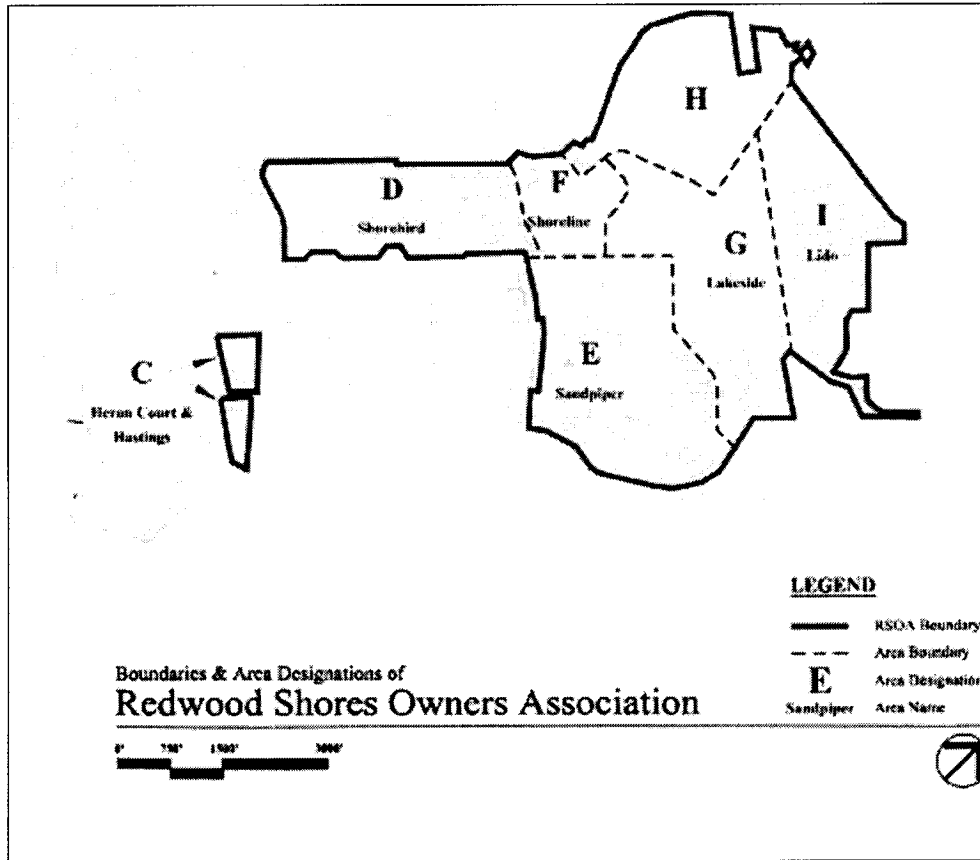 H
D
Shorebird
F
Shoreline
I
Lido
G
Lakeside
E
Sandpiper
C
Heron Court &
Hastings
LEGEND
RSOA Boundary
Area Boundary
E Area Designation
Sandpiper Area Name
Boundaries & Area Designations of
Redwood Shores Owners Association
0' 750' 1500' 3000'